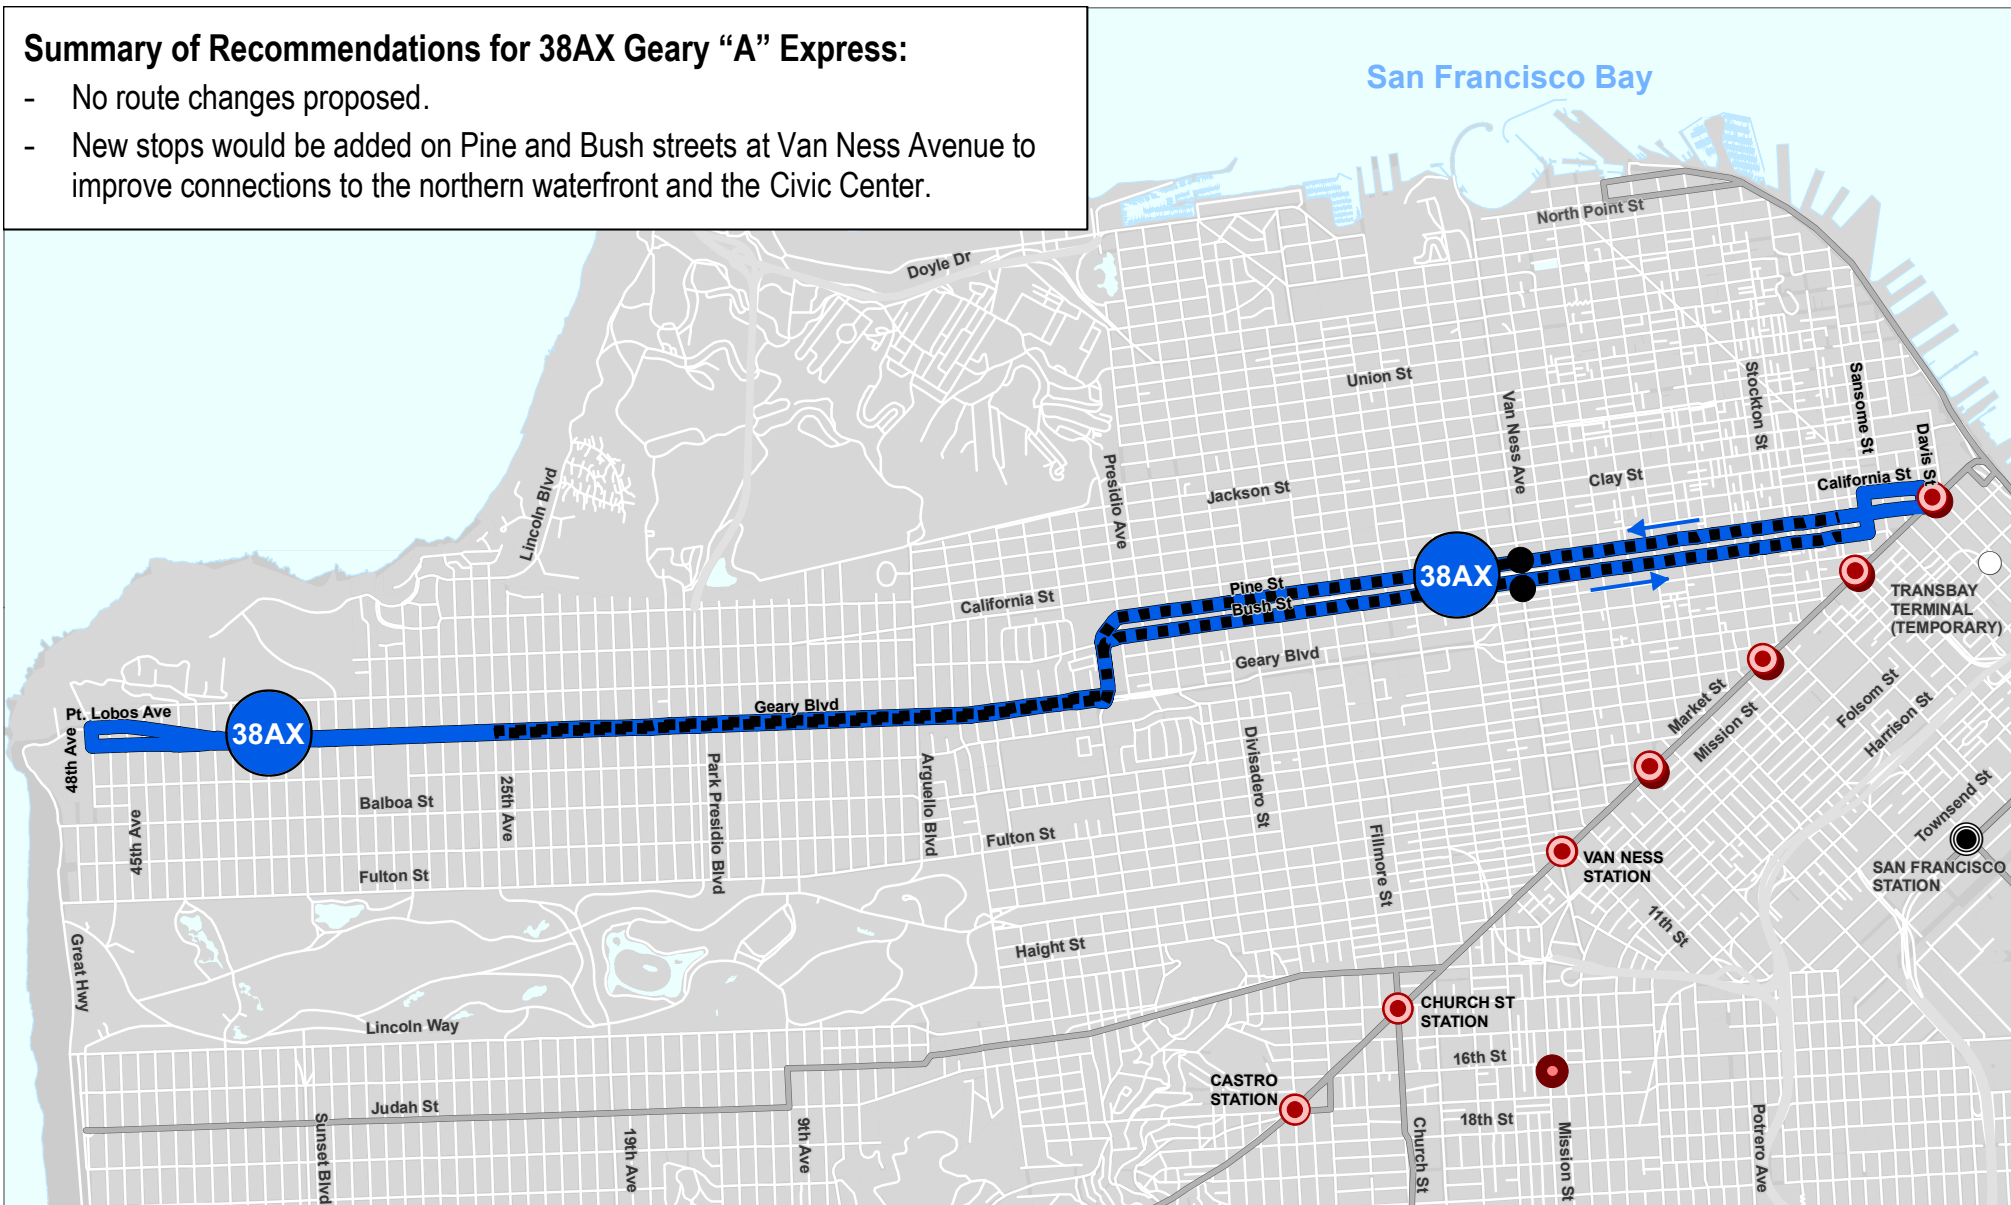 Summary of Recommendations for 38AX Geary “A” Express:
- No route changes proposed.
- New stops would be added on Pine and Bush streets at Van Ness Avenue to
improve connections to the northern waterfront and the Civic Center.
San Francisco Bay
North Point St
Doyle Dr
Union St
Van Ness Ave
Stockton St
Sansome St
Davis St
Lincoln Blvd
Presidio Ave
Jackson St
Clay St
California St
38AX
Pine St
Bush St
California St
TRANSBAY
TERMINAL
(TEMPORARY)
Geary Blvd
Pt. Lobos Ave
38AX
Geary Blvd
48th Ave
Market St
Mission St
Folsom St
Harrison St
Balboa St
45th Ave
25th Ave
Park Presidio Blvd
Arguello Blvd
Divisadero St
Fulton St
Fillmore St
Townsend St
VAN NESS
STATION
SAN FRANCISCO
STATION
Fulton St
11th St
Great Hwy
Haight St
Lincoln Way
CHURCH ST
STATION
16th St
CASTRO
STATION
Judah St
18th St
Sunset Blvd
19th Ave
9th Ave
Church St
Mission St
Potrero Ave